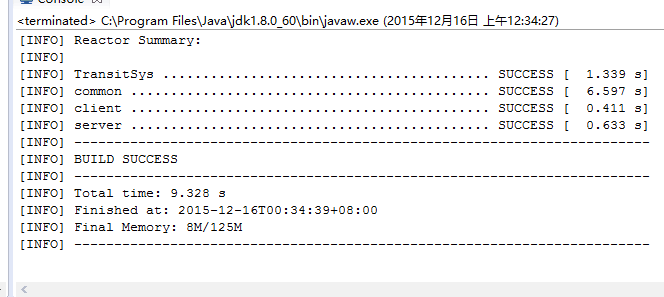 Console
<terminated> C:\Program Files\Java\jdk1.8.0_60\bin\javaw.exe (2015年12月16日 上午12:34:27)
[INFO] Reactor Summary:
[INFO]
[INFO] TransitSys ......................................... SUCCESS [  1.339 s]
[INFO] common ............................................. SUCCESS [  6.597 s]
[INFO] client ............................................. SUCCESS [  0.411 s]
[INFO] server ............................................. SUCCESS [  0.633 s]
[INFO] ------------------------------------------------------------------------
[INFO] BUILD SUCCESS
[INFO] ------------------------------------------------------------------------
[INFO] Total time: 9.328 s
[INFO] Finished at: 2015-12-16T00:34:39+08:00
[INFO] Final Memory: 8M/125M
[INFO] ------------------------------------------------------------------------